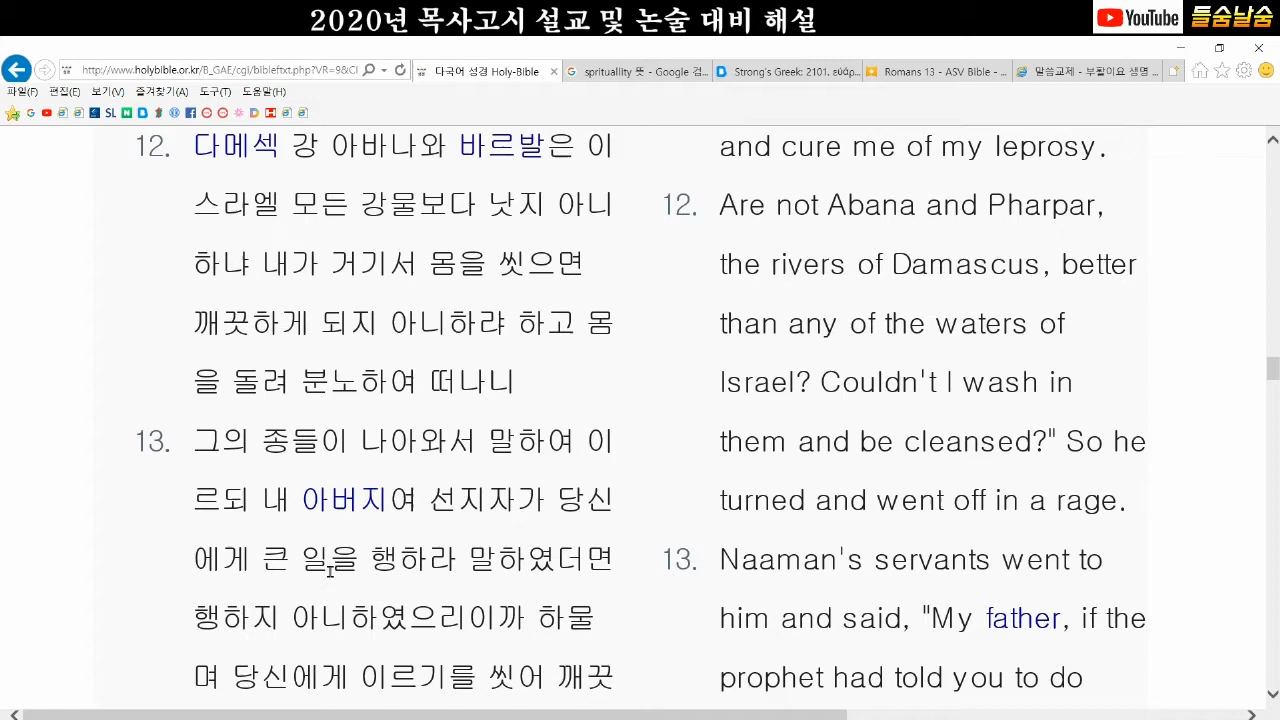 2020년 목사고시 설교 및 논술 대비 해설
YouTube 들숨날숨
http://www.holybible.or.kr/B_GAE/cgi/bibleftxt.php?VR=9&CI
다국어 성경 Holy-Bible
sprituallity 뜻 - Google 검...
Strong's Greek: 2101. εὐάρ...
Romans 13 - ASV Bible - ...
말씀교제 - 부활이요 생명 ...
파일(F) 편집(E) 보기(V) 즐겨찾기(A) 도구(T) 도움말(H)
12. 다메섹 강 아바나와 바르발은 이
스라엘 모든 강물보다 낫지 아니
하냐 내가 거기서 몸을 씻으면
깨끗하게 되지 아니하랴 하고 몸
을 돌려 분노하여 떠나니
13. 그의 종들이 나아와서 말하여 이
르되 내 아버지여 선지자가 당신
에게 큰 일을 행하라 말하였더면
행하지 아니하였으리이까 하물
며 당신에게 이르기를 씻어 깨끗
and cure me of my leprosy.
12. Are not Abana and Pharpar,
the rivers of Damascus, better
than any of the waters of
Israel? Couldn't I wash in
them and be cleansed?" So he
turned and went off in a rage.
13. Naaman's servants went to
him and said, "My father, if the
prophet had told you to do